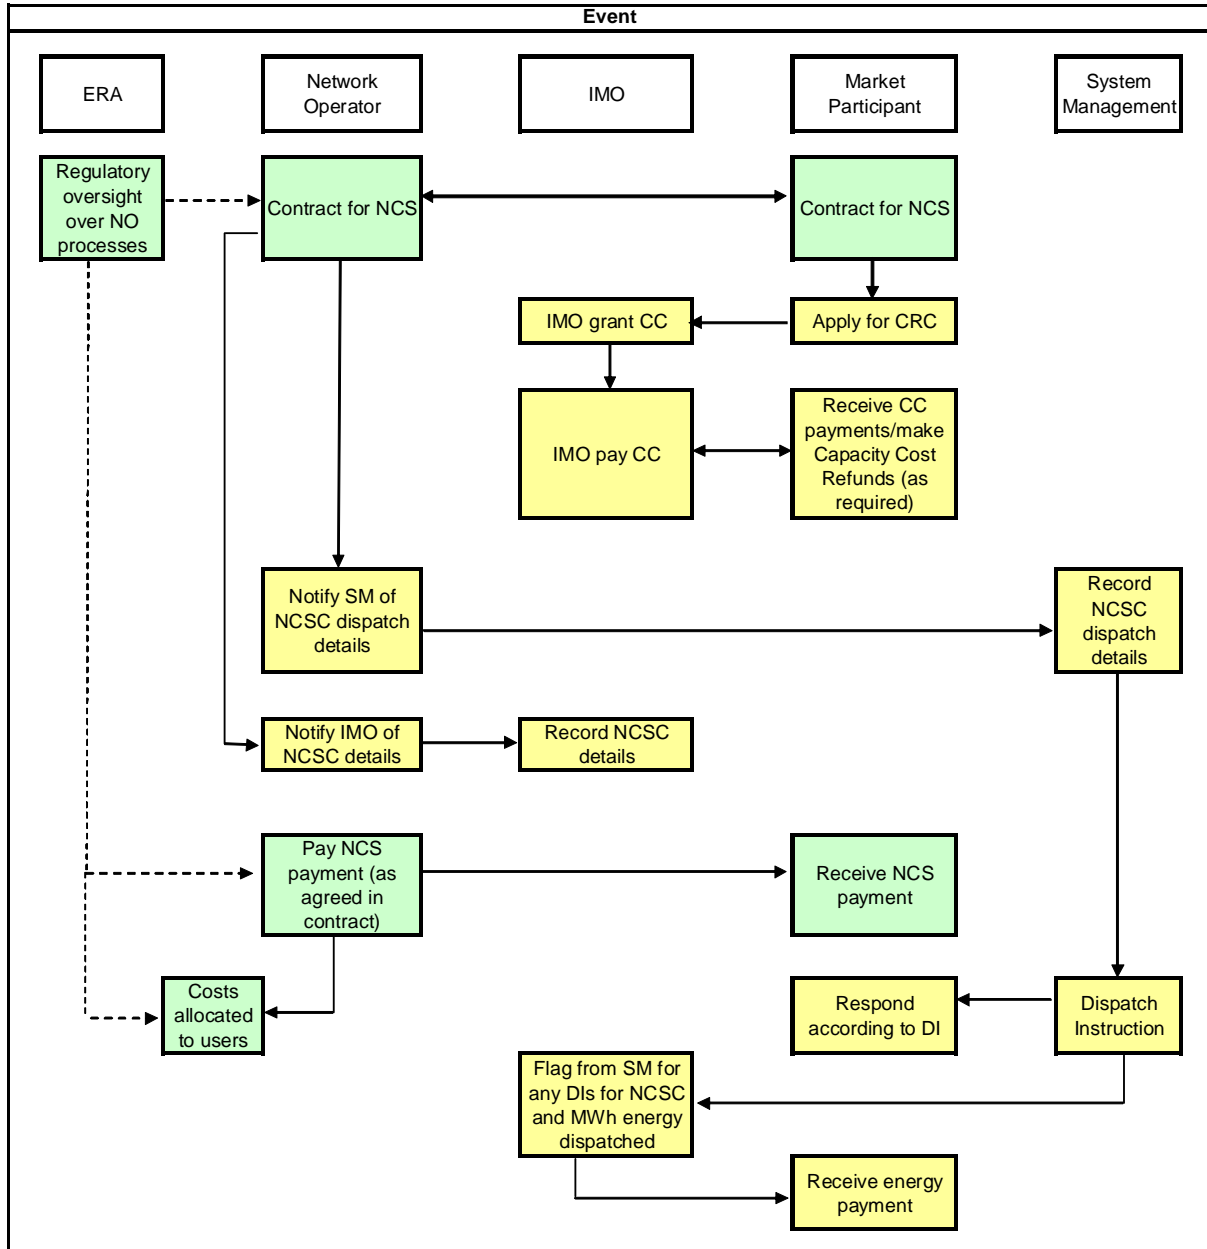 Event
ERA
Network
Operator
IMO
Market
Participant
System
Management
Regulatory
oversight
over NO
processes
Contract for NCS
Contract for NCS
IMO grant CC
Apply for CRC
IMO pay CC
Receive CC
payments/make
Capacity Cost
Refunds (as
required)
Notify SM of
NCSC dispatch
details
Record
NCSC
dispatch
details
Notify IMO of
NCSC details
Record NCSC
details
Pay NCS
payment (as
agreed in
contract)
Receive NCS
payment
Costs
allocated
to users
Respond
according to DI
Dispatch
Instruction
Flag from SM for
any DIs for NCSC
and MWh energy
dispatched
Receive energy
payment